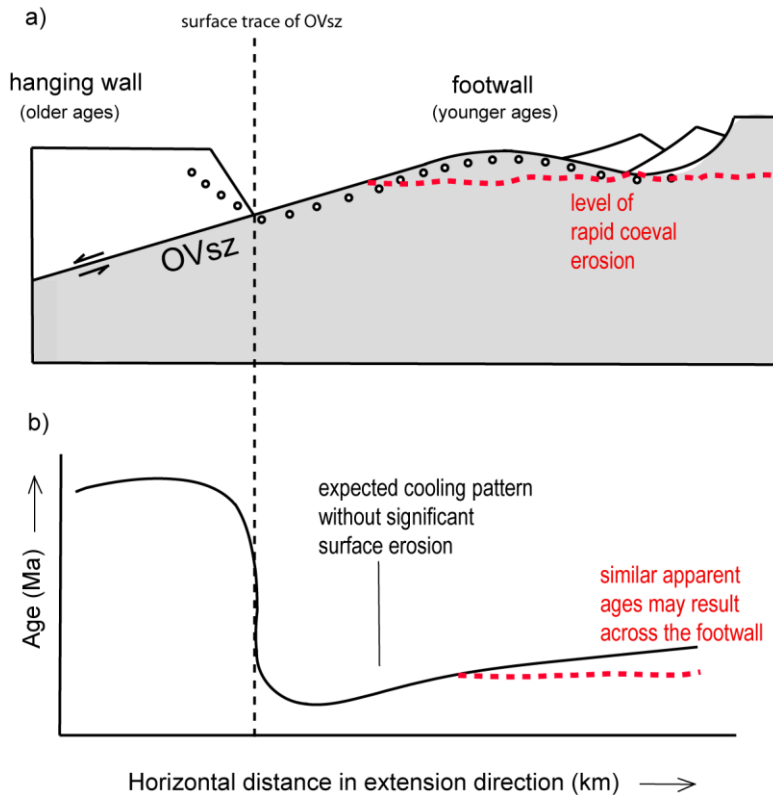 a)
surface trace of OVsz
hanging wall
(older ages)
footwall
(younger ages)
OVsz
level of
rapid coeval
erosion
b)
Age (Ma)
expected cooling pattern
without significant
surface erosion
similar apparent
ages may result
across the footwall
Horizontal distance in extension direction (km)